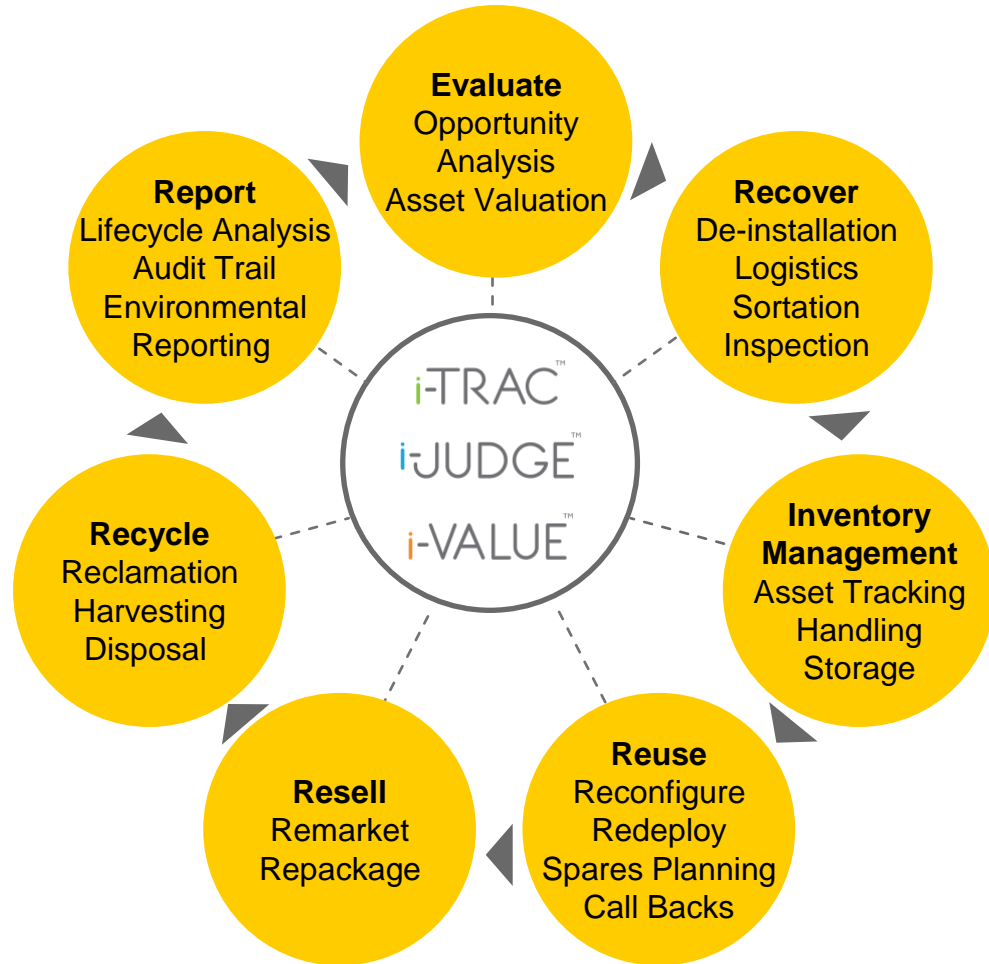 Evaluate
Opportunity
Analysis
Asset Valuation
Recover
De-installation
Logistics
Sortation
Inspection
Inventory
Management
Asset Tracking
Handling
Storage
Reuse
Reconfigure
Redeploy
Spares Planning
Call Backs
Resell
Remarket
Repackage
Recycle
Reclamation
Harvesting
Disposal
Report
Lifecycle Analysis
Audit Trail
Environmental
Reporting
i-TRAC™
i-JUDGE™
i-VALUE™